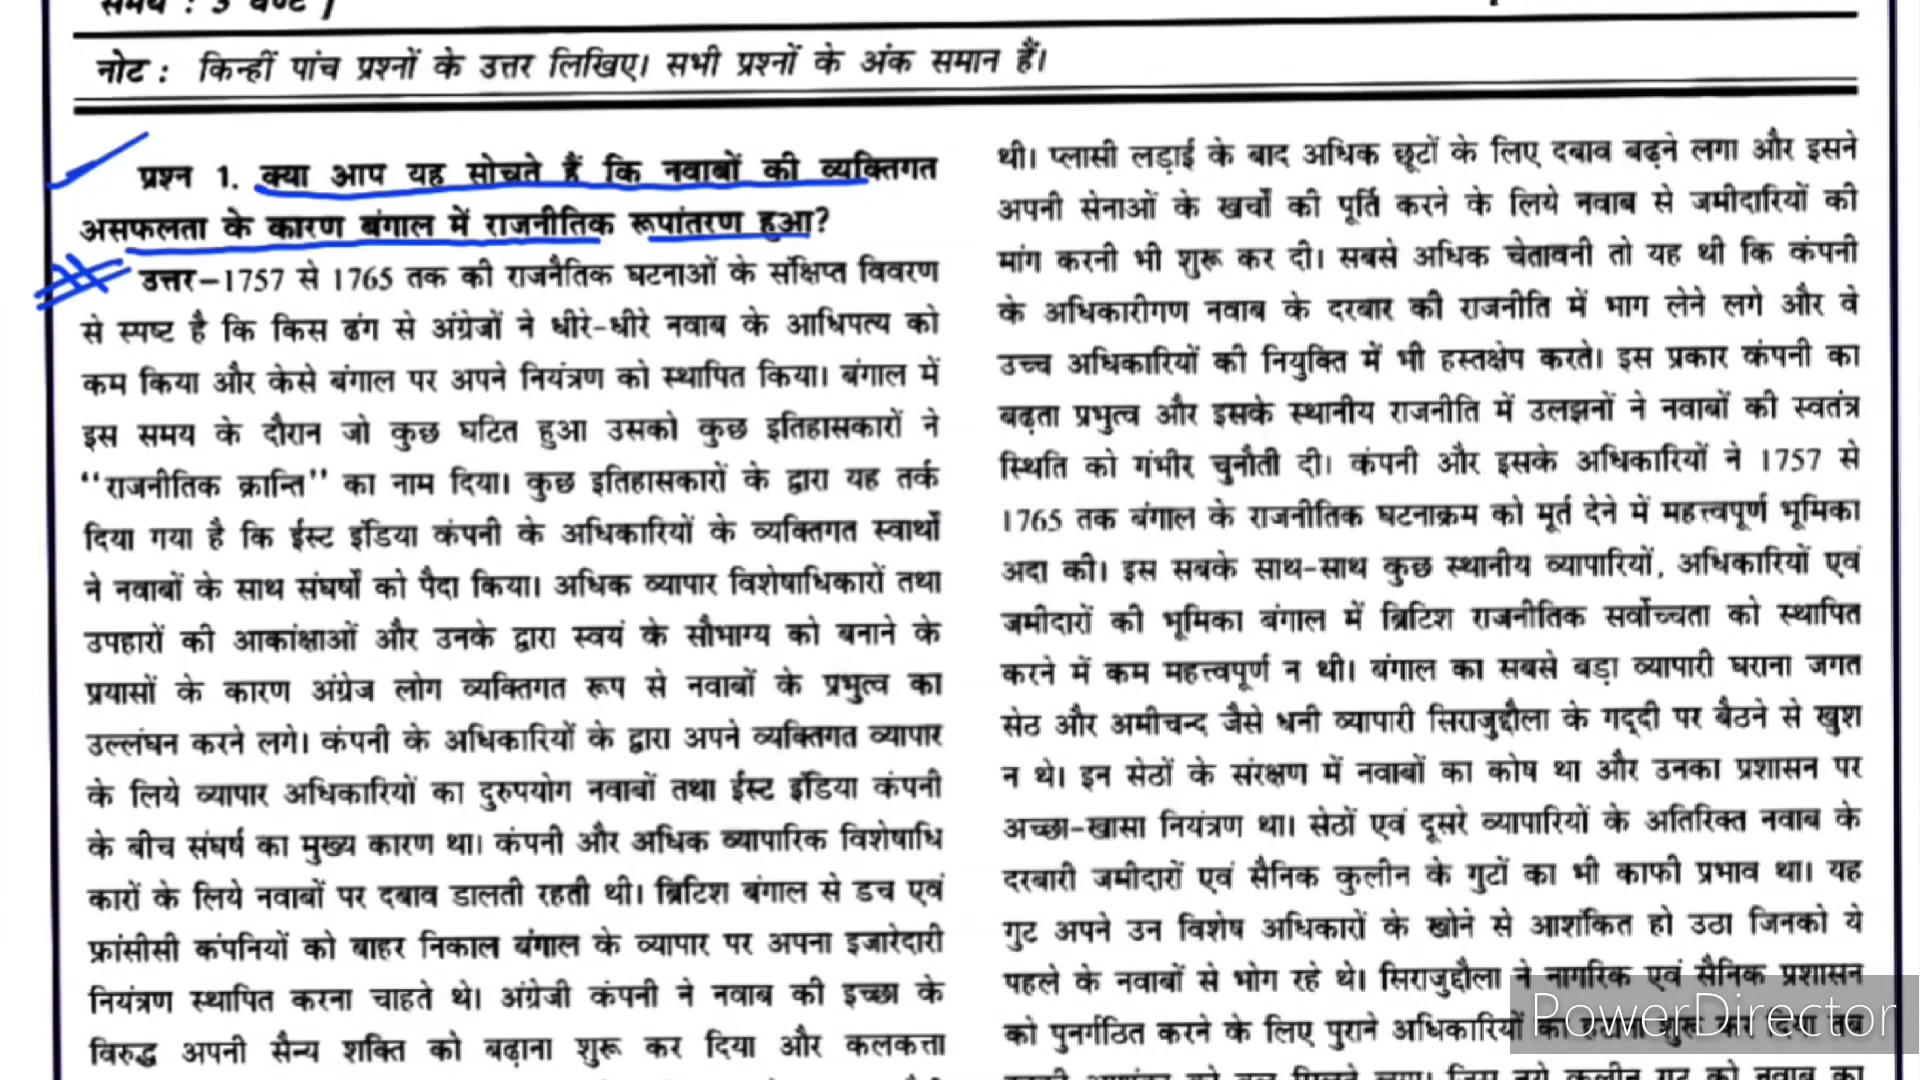 समय : 3 घण्टे ]
नोट : किन्हीं पांच प्रश्नों के उत्तर लिखिए। सभी प्रश्नों के अंक समान हैं।
प्रश्न 1. क्या आप यह सोचते हैं कि नवाबों की व्यक्तिगत
असफलता के कारण बंगाल में राजनीतिक रूपांतरण हुआ?
उत्तर–1757 से 1765 तक की राजनैतिक घटनाओं के संक्षिप्त विवरण
से स्पष्ट है कि किस ढंग से अंग्रेजों ने धीरे-धीरे नवाब के आधिपत्य को
कम किया और केसे बंगाल पर अपने नियंत्रण को स्थापित किया। बंगाल में
इस समय के दौरान जो कुछ घटित हुआ उसको कुछ इतिहासकारों ने
“राजनीतिक क्रान्ति” का नाम दिया। कुछ इतिहासकारों के द्वारा यह तर्क
दिया गया है कि ईस्ट इंडिया कंपनी के अधिकारियों के व्यक्तिगत स्वार्थों
ने नवाबों के साथ संघर्षों को पैदा किया। अधिक व्यापार विशेषाधिकारों तथा
उपहारों की आकांक्षाओं और उनके द्वारा स्वयं के सौभाग्य को बनाने के
प्रयासों के कारण अंग्रेज लोग व्यक्तिगत रूप से नवाबों के प्रभुत्व का
उल्लंघन करने लगे। कंपनी के अधिकारियों के द्वारा अपने व्यक्तिगत व्यापार
के लिये व्यापार अधिकारियों का दुरुपयोग नवाबों तथा ईस्ट इंडिया कंपनी
के बीच संघर्ष का मुख्य कारण था। कंपनी और अधिक व्यापारिक विशेषाधि
कारों के लिये नवाबों पर दबाव डालती रहती थी। ब्रिटिश बंगाल से डच एवं
फ्रांसीसी कंपनियों को बाहर निकाल बंगाल के व्यापार पर अपना इजारेदारी
नियंत्रण स्थापित करना चाहते थे। अंग्रेजी कंपनी ने नवाब की इच्छा के
विरुद्ध अपनी सैन्य शक्ति को बढ़ाना शुरू कर दिया और कलकत्ता
थी। प्लासी लड़ाई के बाद अधिक छूटों के लिए दबाव बढ़ने लगा और इसने
अपनी सेनाओं के खर्चों की पूर्ति करने के लिये नवाब से जमीदारियों की
मांग करनी भी शुरू कर दी। सबसे अधिक चेतावनी तो यह थी कि कंपनी
के अधिकारीगण नवाब के दरबार की राजनीति में भाग लेने लगे और वे
उच्च अधिकारियों की नियुक्ति में भी हस्तक्षेप करते। इस प्रकार कंपनी का
बढ़ता प्रभुत्व और इसके स्थानीय राजनीति में उलझनों ने नवाबों की स्वतंत्र
स्थिति को गंभीर चुनौती दी। कंपनी और इसके अधिकारियों ने 1757 से
1765 तक बंगाल के राजनीतिक घटनाक्रम को मूर्त देने में महत्त्वपूर्ण भूमिका
अदा की। इस सबके साथ-साथ कुछ स्थानीय व्यापारियों, अधिकारियों एवं
जमीदारों की भूमिका बंगाल में ब्रिटिश राजनीतिक सर्वोच्चता को स्थापित
करने में कम महत्त्वपूर्ण न थी। बंगाल का सबसे बड़ा व्यापारी घराना जगत
सेठ और अमीचन्द जैसे धनी व्यापारी सिराजुद्दौला के गद्दी पर बैठने से खुश
न थे। इन सेठों के संरक्षण में नवाबों का कोष था और उनका प्रशासन पर
अच्छा-खासा नियंत्रण था। सेठों एवं दूसरे व्यापारियों के अतिरिक्त नवाब के
दरबारी जमीदारों एवं सैनिक कुलीन के गुटों का भी काफी प्रभाव था। यह
गुट अपने उन विशेष अधिकारों के खोने से आशंकित हो उठा जिनको ये
पहले के नवाबों से भोग रहे थे। सिराजुद्दौला ने नागरिक एवं सैनिक प्रशासन
को पुनर्गठित करने के लिए पुराने अधिकारियों का हटाना शुरू कर दिया तब
PowerDirector